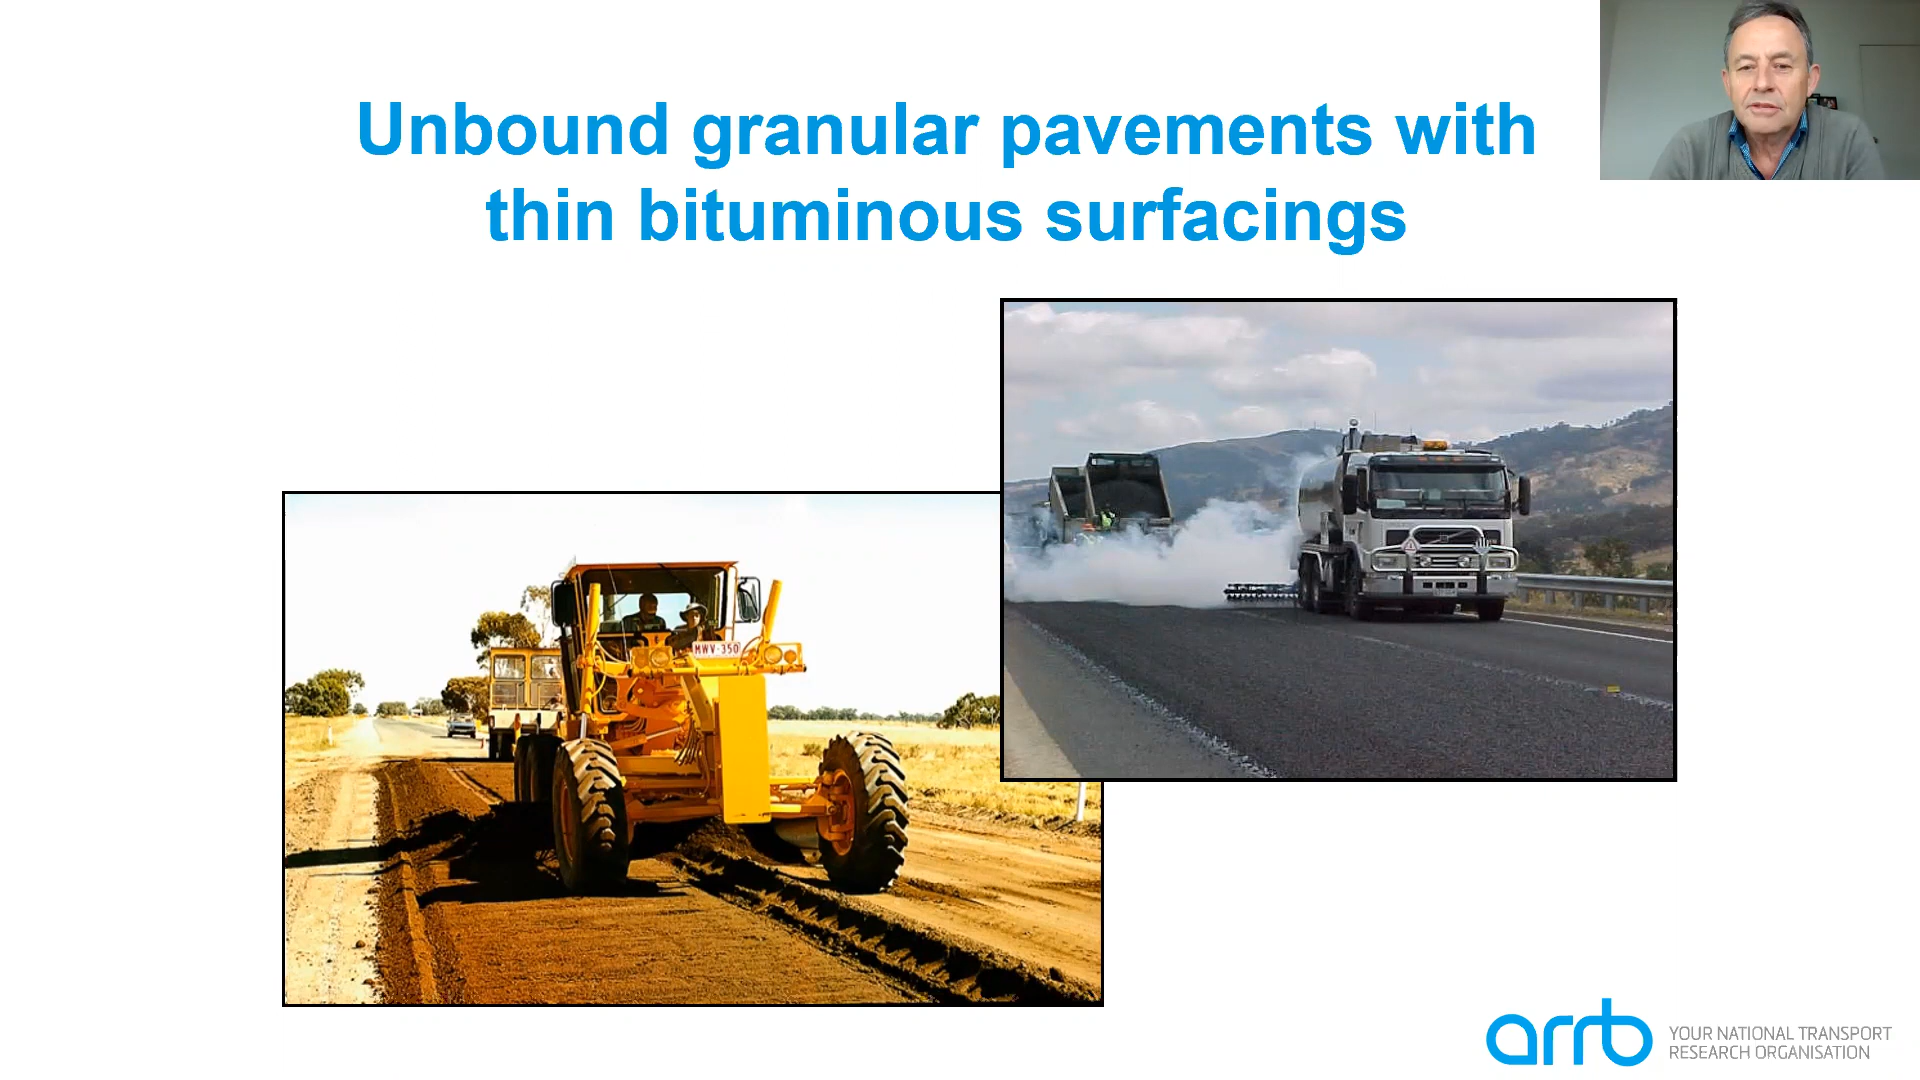 Unbound granular pavements with
thin bituminous surfacings
MWV·350
arrb
YOUR NATIONAL TRANSPORT
RESEARCH ORGANISATION